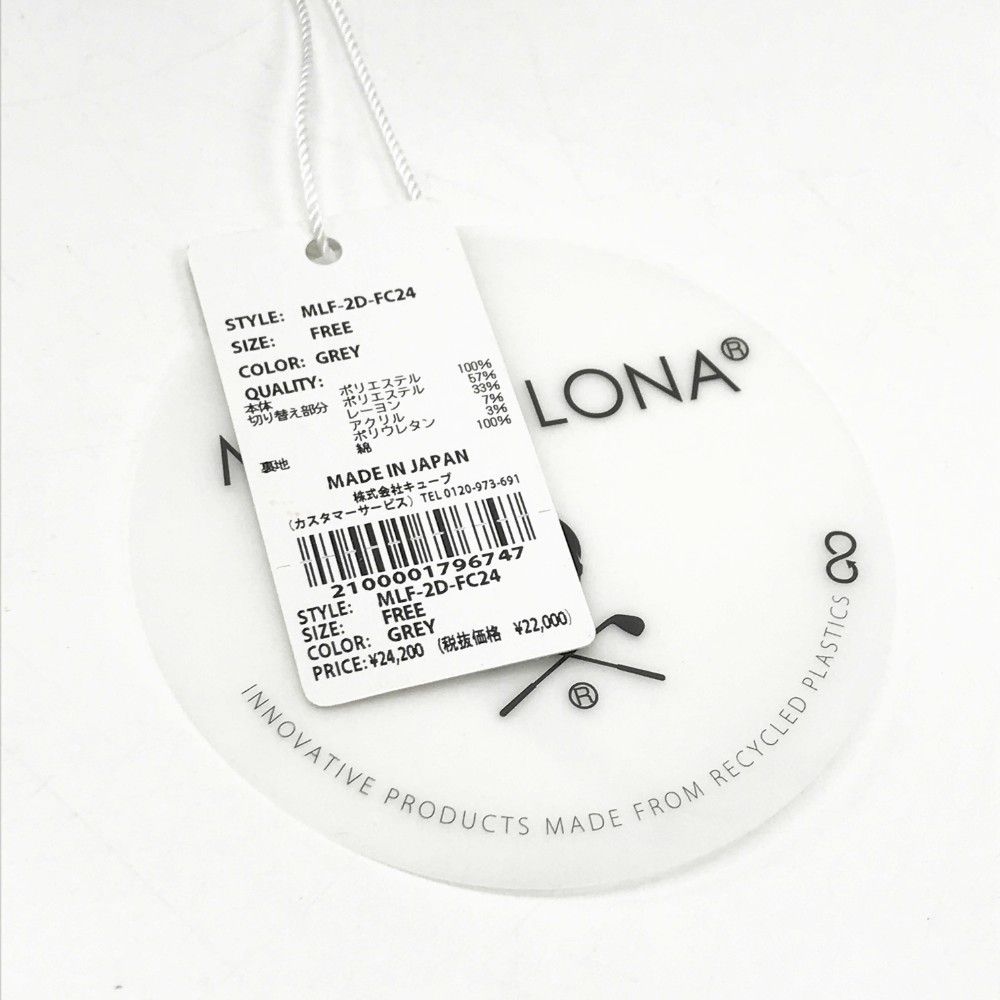 STYLE: MLF-2D-FC24
SIZE: FREE
COLOR: GREY
QUALITY:
本体 ポリエステル 100%
切り替え部分 ポリエステル 57%
レーヨン 33%
アクリル 7%
ポリウレタン 3%
裏地 綿 100%
MADE IN JAPAN
株式会社キューブ
(カスタマーサービス) TEL 0120-973-691
2100001796747
STYLE: MLF-2D-FC24
SIZE: FREE
COLOR: GREY
PRICE: ¥24,200 (税抜価格 ¥22,000)
LONA®
®
INNOVATIVE PRODUCTS MADE FROM RECYCLED PLASTICS